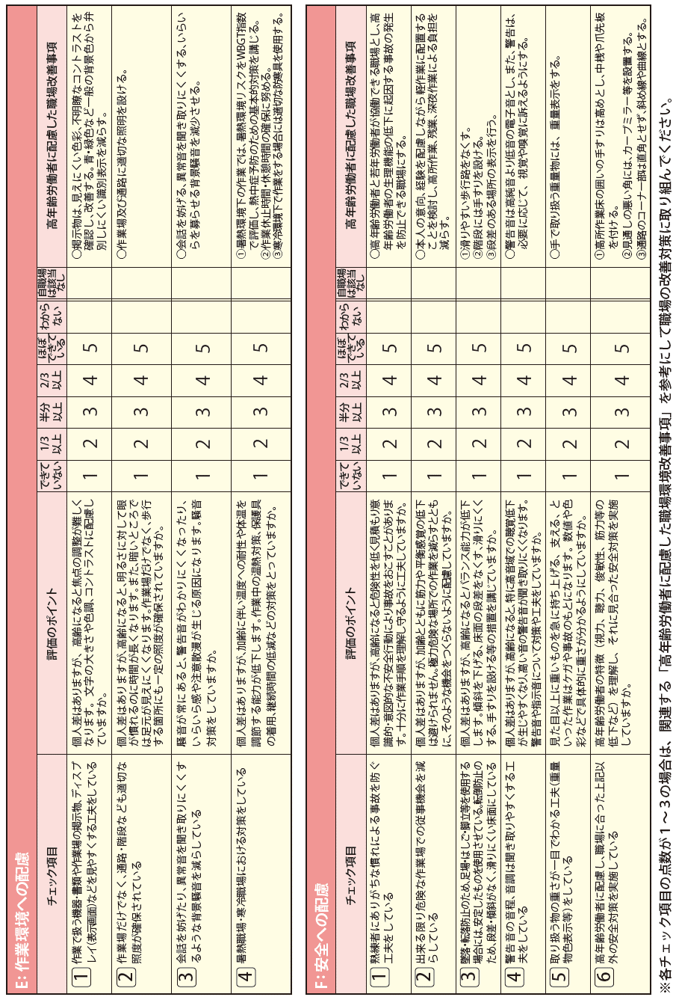 E：作業環境への配慮
チェック項目
評価のポイント
できて
いない
1/3
以上
半分
以上
2/3
以上
ほぼ
できて
いる
わから
ない
自職場
は該当
なし
高年齢労働者に配慮した職場改善事項
1
作業で扱う機器・書類や作業場の掲示物、ディスプ
レイ(表示画面)などを見やすくする工夫をしている
個人差はありますが、高齢になると焦点の調整が難しく
なります。文字の大きさや色調、コントラストに配慮し
ていますか。
1 2 3 4 5
○掲示物は、見えにくい色彩、不明瞭なコントラストを
確認し、改善する。青・緑色など一般の背景色から弁
別しにくい識別表示を減らす。
2
作業場だけでなく、通路・階段なども適切な
照度が確保されている
個人差はありますが、高齢になると、明るさに対して眼
が慣れるのに時間が長くなります。また、暗いところで
は足元が見えにくくなります。作業場だけでなく、歩行
する箇所にも一定の照度が確保されていますか。
1 2 3 4 5
○作業場及び通路に適切な照明を設ける。
3
会話を妨げたり、異常音を聞き取りにくくす
るような背景騒音を減らしている
騒音が常にあると、警告音がわかりにくくなったり、
いらいら感や注意散漫が生じる原因になります。騒音
対策をしていますか。
1 2 3 4 5
○会話を妨げる、異常音を聞き取りにくくする、いらい
らを募らせる背景騒音を減少させる。
4
暑熱職場・寒冷職場における対策をしている
個人差はありますが、加齢に伴い温度への耐性や体温を
調節する能力が低下します。作業中の温熱対策、保護具
の着用、継続時間の低減などの対策をとっていますか。
1 2 3 4 5
①暑熱環境下の作業では、暑熱環境リスクをWBGT指数
で評価し、熱中症予防のための基本的対策を講じる。
②作業休止時間・休憩時間の確保に努める。
③寒冷環境下で作業をする場合には適切な防寒具を使用する。
F：安全への配慮
チェック項目
評価のポイント
できて
いない
1/3
以上
半分
以上
2/3
以上
ほぼ
できて
いる
わから
ない
自職場
は該当
なし
高年齢労働者に配慮した職場改善事項
1
熟練者にありがちな慣れによる事故を防ぐ
工夫をしている
個人差はありますが、高齢になると危険性を低く見積もり意
識的・意図的な不安全行動により事故をおこすことがありま
す。十分に作業手順を理解し守るように工夫していますか。
1 2 3 4 5
○高年齢労働者と若年労働者が協働できる職場とし、高
年齢労働者の生理機能の低下に起因する事故の発生
を防止できる職場にする。
2
出来る限り危険な作業場での従事機会を減
らしている
個人差はありますが、加齢とともに筋力や平衡感覚の低下
は避けられません。極力危険な場所での作業を減らすととも
に、そのような機会をつくらないように配慮していますか。
1 2 3 4 5
○本人の意向、経験を配慮しながら軽作業に配置する
ことを検討し、高所作業、残業、深夜作業による負担を
減らす。
3
墜落・転落防止のため、足場・はしご・脚立等を使用する
場合には、安定したものを使用させている。転倒防止の
ため、段差・傾斜がなく、滑りにくい床面にしている
個人差はありますが、高齢になるとバランス能力が低下
します。傾斜を下げる、床面の段差をなくす、滑りにくく
する、手すりを設ける等の措置を講じていますか。
1 2 3 4 5
①滑りやすい歩行路をなくす。
②階段には手すりを設ける。
③段差のある場所の表示を行う。
4
警告音の音程、音調は聞き取りやすくする工
夫をしている
個人差はありますが、高齢になると、特に高音域での聴覚低下
が生じやすくなり、高い音の警告音が聞き取りにくくなります。
警告音や指示音について対策や工夫をしていますか。
1 2 3 4 5
○警告音は高純音より低音の電子音とし、また、警告は、
必要に応じて、視覚や嗅覚に訴えるようにする。
5
取り扱う物の重さが一目でわかる工夫(重量
物色表示等)をしている
見た目以上に重いものを急に持ち上げる、支える、と
いった作業はケガや事故のもとになります。数値や色
彩などで具体的に重さが分かるようにしていますか。
1 2 3 4 5
○手で取り扱う重量物には、重量表示をする。
6
高年齢労働者に配慮し、職場に合った上記以
外の安全対策を実施している
高年齢労働者の特徴（視力、聴力、俊敏性、筋力等の
低下など）を理解し、それに見合った安全対策を実施
していますか。
1 2 3 4 5
①高所作業床の囲いの手すりは高めとし、中桟や爪先板
を付ける。
②見通しの悪い角には、カーブミラー等を設置する。
③通路のコーナー部は直角とせず、斜め線や曲線とする。
※各チェック項目の点数が１～３の場合は、関連する「高年齢労働者に配慮した職場環境改善事項」を参考にして職場の改善対策に取り組んでください。